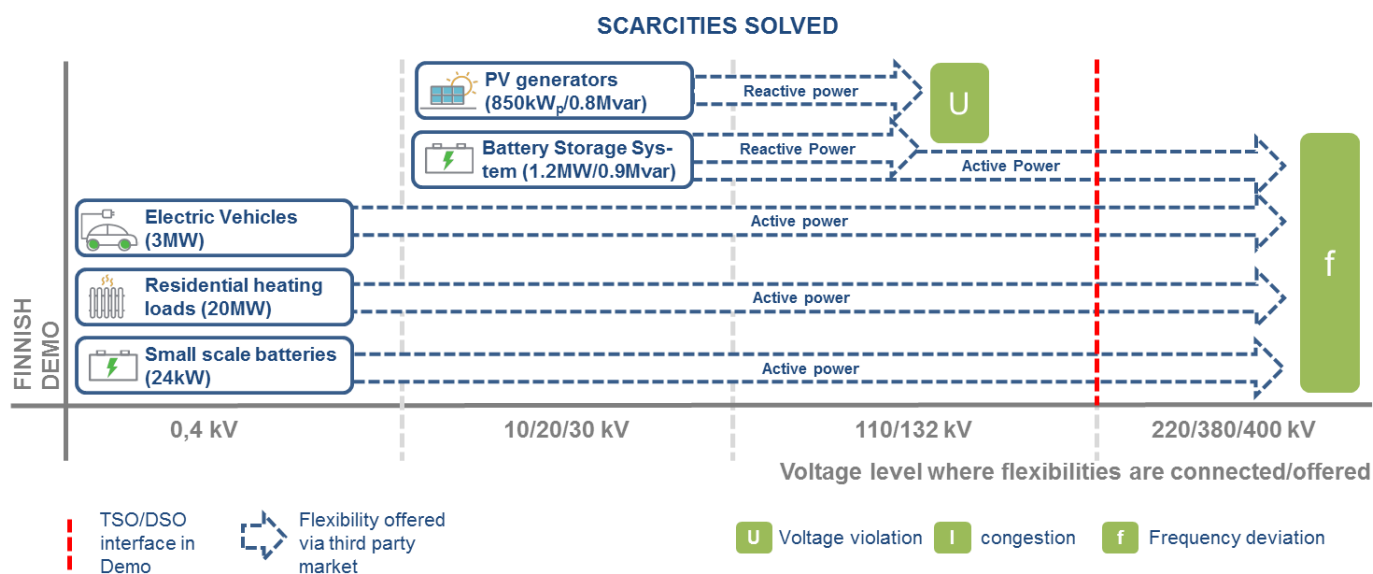 SCARCITIES SOLVED
PV generators
(850kWp/0.8Mvar)
Reactive power
U
Battery Storage Sys-
tem (1.2MW/0.9Mvar)
Reactive Power
Active Power
Electric Vehicles
(3MW)
Active power
f
Residential heating
loads (20MW)
Active power
Small scale batteries
(24kW)
Active power
FINNISH
DEMO
0,4 kV
10/20/30 kV
110/132 kV
220/380/400 kV
Voltage level where flexibilities are connected/offered
TSO/DSO
interface in
Demo
Flexibility offered
via third party
market
U Voltage violation
I congestion
f Frequency deviation